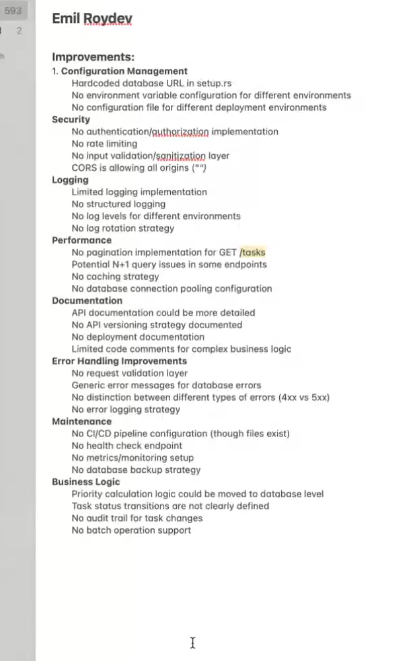 593
2
Emil Roydev
Improvements:
1. Configuration Management
Hardcoded database URL in setup.rs
No environment variable configuration for different environments
No configuration file for different deployment environments
Security
No authentication/authorization implementation
No rate limiting
No input validation/sanitization layer
CORS is allowing all origins ("*")
Logging
Limited logging implementation
No structured logging
No log levels for different environments
No log rotation strategy
Performance
No pagination implementation for GET /tasks
Potential N+1 query issues in some endpoints
No caching strategy
No database connection pooling configuration
Documentation
API documentation could be more detailed
No API versioning strategy documented
No deployment documentation
Limited code comments for complex business logic
Error Handling Improvements
No request validation layer
Generic error messages for database errors
No distinction between different types of errors (4xx vs 5xx)
No error logging strategy
Maintenance
No CI/CD pipeline configuration (though files exist)
No health check endpoint
No metrics/monitoring setup
No database backup strategy
Business Logic
Priority calculation logic could be moved to database level
Task status transitions are not clearly defined
No audit trail for task changes
No batch operation support